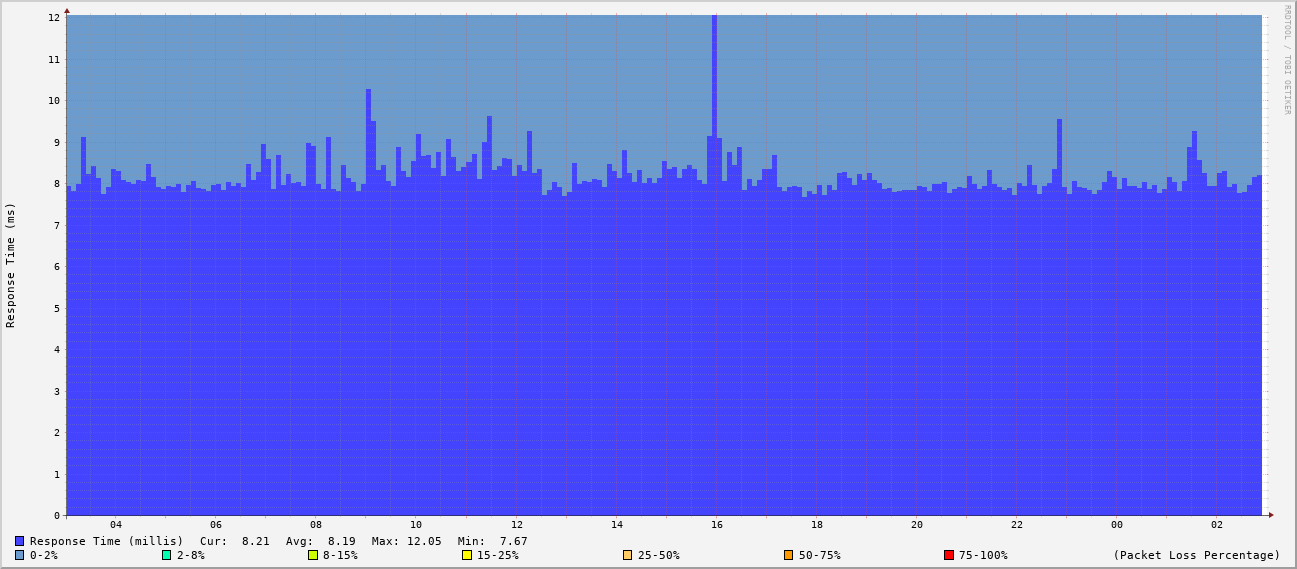 RRDTOOL / TOBI OETIKER
Response Time (ms)
12
11
10
9
8
7
6
5
4
3
2
1
0
04 06 08 10 12 14 16 18 20 22 00 02
Response Time (millis) Cur: 8.21 Avg: 8.19 Max: 12.05 Min: 7.67
0-2% 2-8% 8-15% 15-25% 25-50% 50-75% 75-100% (Packet Loss Percentage)